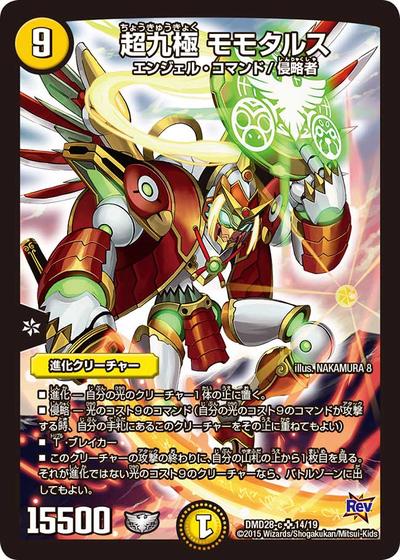 9
ちょうきゅうきょく
超九極 モモタルス
しんりゃくしゃ
エンジェル・コマンド / 侵略者
進化クリーチャー
illus. NAKAMURA 8
■ 進化 ― 自分の光のクリーチャー1体の上に置く。
■ 侵略 ― 光のコスト9のコマンド (自分の光のコスト9のコマンドが攻撃
する時、自分の手札にあるこのクリーチャーをその上に重ねてもよい)
■ T・ブレイカー
■ このクリーチャーの攻撃の終わりに、自分の山札の上から1枚目を見る。
それが進化ではない光のコスト9のクリーチャーなら、バトルゾーンに出
してもよい。
Rev
15500
1
DMD28-c 14/19
©2015 Wizards/Shogakukan/Mitsui-Kids